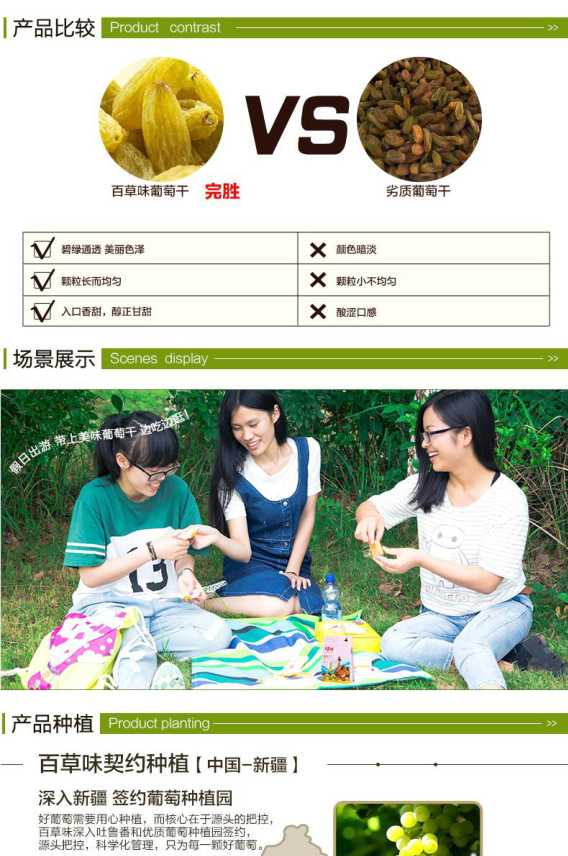 产品比较 Product contrast >>
VS
百草味葡萄干 完胜
劣质葡萄干
碧绿通透 美丽色泽
颜色暗淡
颗粒长而均匀
颗粒小不均匀
入口香甜，醇正甘甜
酸涩口感
场景展示 Scenes display >>
假日出游 带上美味葡萄干 边吃边逛！
13
产品种植 Product planting >>
百草味契约种植【中国-新疆】
深入新疆 签约葡萄种植园
好葡萄需要用心种植，而核心在于源头的把控，
百草味深入吐鲁番和优质葡萄种植园签约，
源头把控，科学化管理，只为每一颗好葡萄。